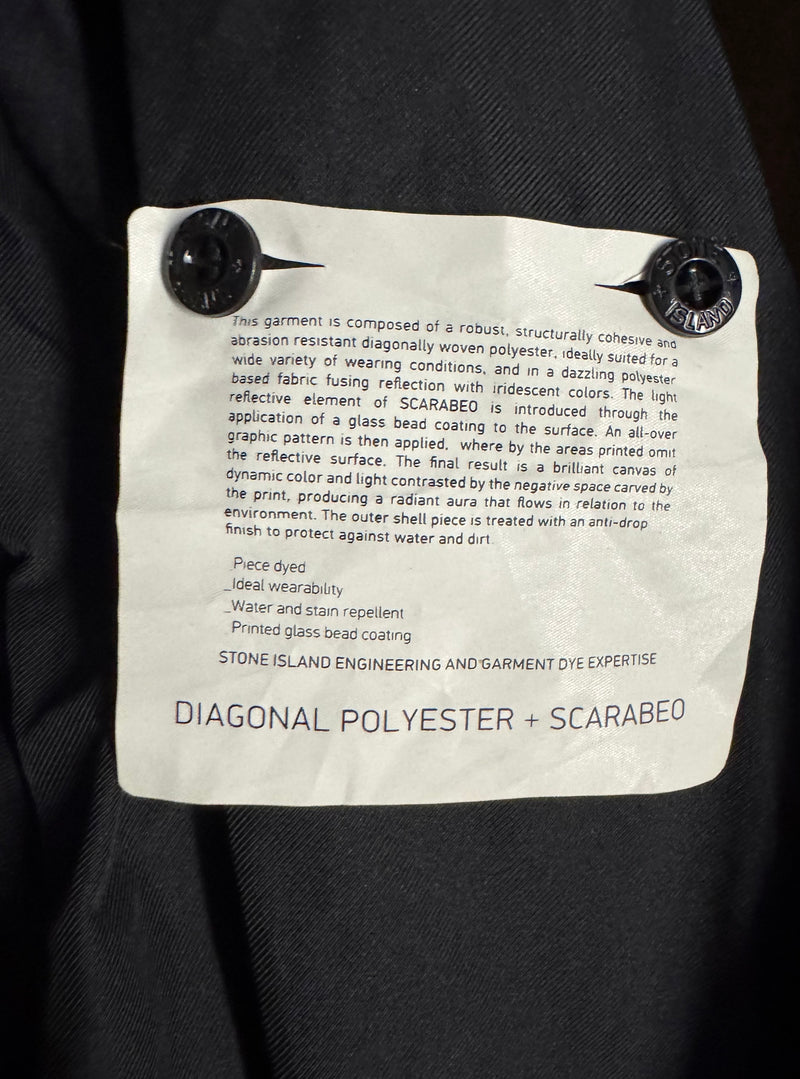 STONE
ISLAND
This garment is composed of a robust, structurally cohesive and
abrasion resistant diagonally woven polyester, ideally suited for a
wide variety of wearing conditions, and in a dazzling polyester
based fabric fusing reflection with iridescent colors. The light
reflective element of SCARABEO is introduced through the
application of a glass bead coating to the surface. An all-over
graphic pattern is then applied, where by the areas printed omit
the reflective surface. The final result is a brilliant canvas of
dynamic color and light contrasted by the negative space carved by
the print, producing a radiant aura that flows in relation to the
environment. The outer shell piece is treated with an anti-drop
finish to protect against water and dirt.
_Piece dyed
_Ideal wearability
_Water and stain repellent
_Printed glass bead coating
STONE ISLAND ENGINEERING AND GARMENT DYE EXPERTISE
DIAGONAL POLYESTER + SCARABEO